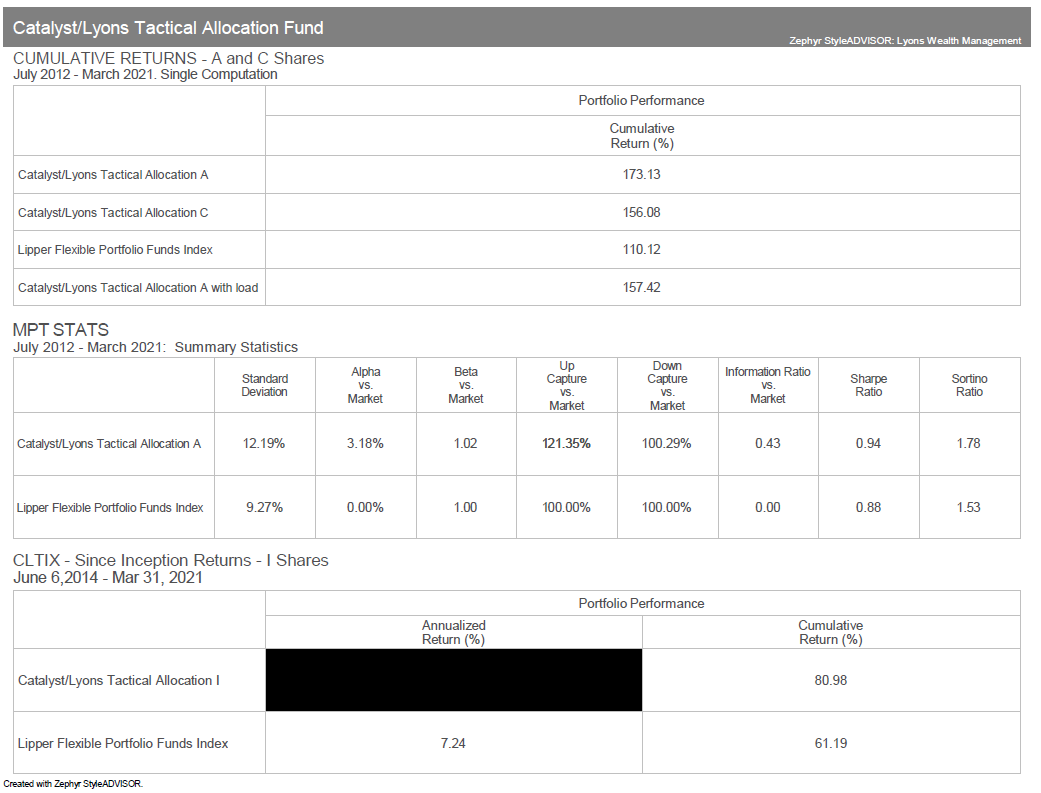 Catalyst/Lyons Tactical Allocation Fund
Zephyr StyleADVISOR: Lyons Wealth Management
CUMULATIVE RETURNS - A and C Shares
July 2012 - March 2021. Single Computation
Portfolio Performance
Cumulative
Return (%)
Catalyst/Lyons Tactical Allocation A 173.13
Catalyst/Lyons Tactical Allocation C 156.08
Lipper Flexible Portfolio Funds Index 110.12
Catalyst/Lyons Tactical Allocation A with load 157.42
MPT STATS
July 2012 - March 2021: Summary Statistics
Standard
Deviation
Alpha
vs.
Market
Beta
vs.
Market
Up
Capture
vs.
Market
Down
Capture
vs.
Market
Information Ratio
vs.
Market
Sharpe
Ratio
Sortino
Ratio
Catalyst/Lyons Tactical Allocation A 12.19% 3.18% 1.02 121.35% 100.29% 0.43 0.94 1.78
Lipper Flexible Portfolio Funds Index 9.27% 0.00% 1.00 100.00% 100.00% 0.00 0.88 1.53
CLTIX - Since Inception Returns - I Shares
June 6,2014 - Mar 31, 2021
Portfolio Performance
Annualized
Return (%)
Cumulative
Return (%)
Catalyst/Lyons Tactical Allocation I 80.98
Lipper Flexible Portfolio Funds Index 7.24 61.19
Created with Zephyr StyleADVISOR.